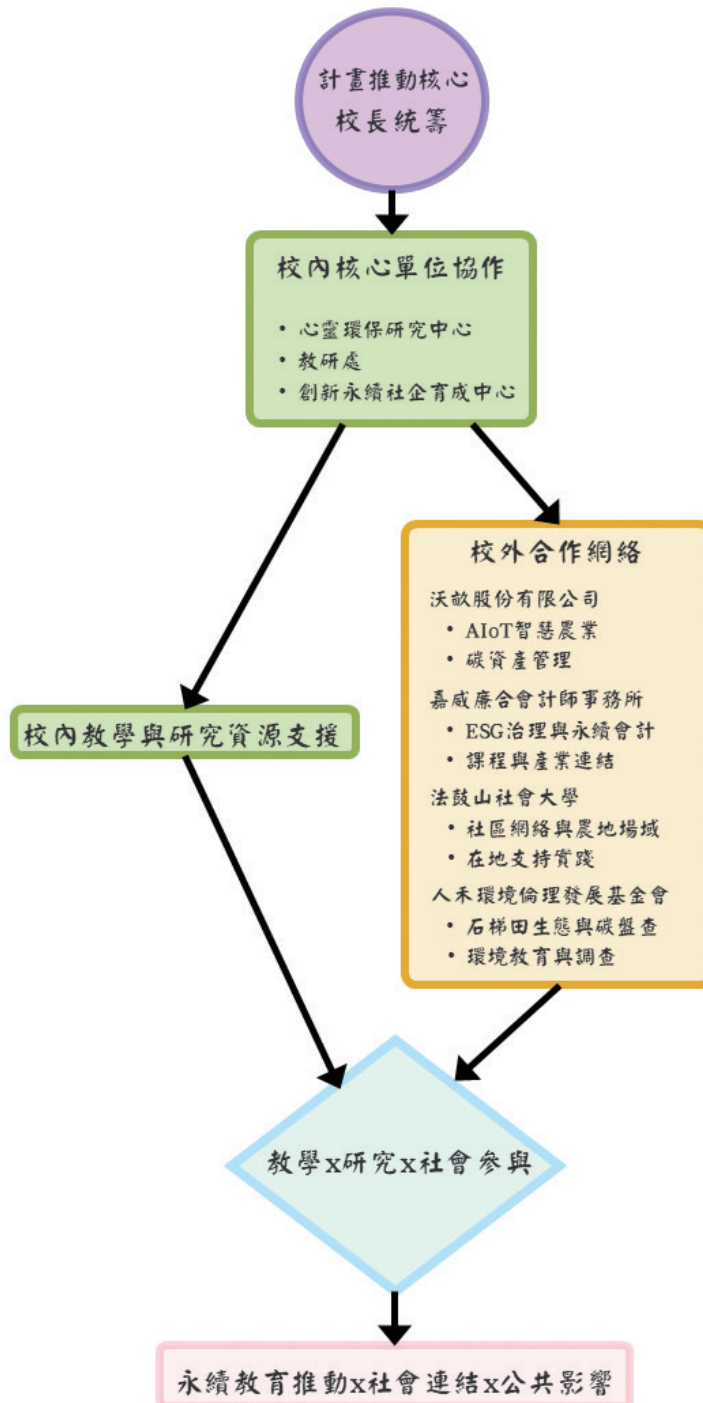 計畫推動核心
校長統籌
校內核心單位協作
• 心靈環保研究中心
• 教研處
• 創新永續社企育成中心
校外合作網絡
沃畝股份有限公司
• AIoT智慧農業
• 碳資產管理
嘉威廉合會計師事務所
• ESG治理與永續會計
• 課程與產業連結
法鼓山社會大學
• 社區網絡與農地場域
• 在地支持實踐
人禾環境倫理發展基金會
• 石梯田生態與碳盤查
• 環境教育與調查
校內教學與研究資源支援
教學x研究x社會參與
永續教育推動x社會連結x公共影響